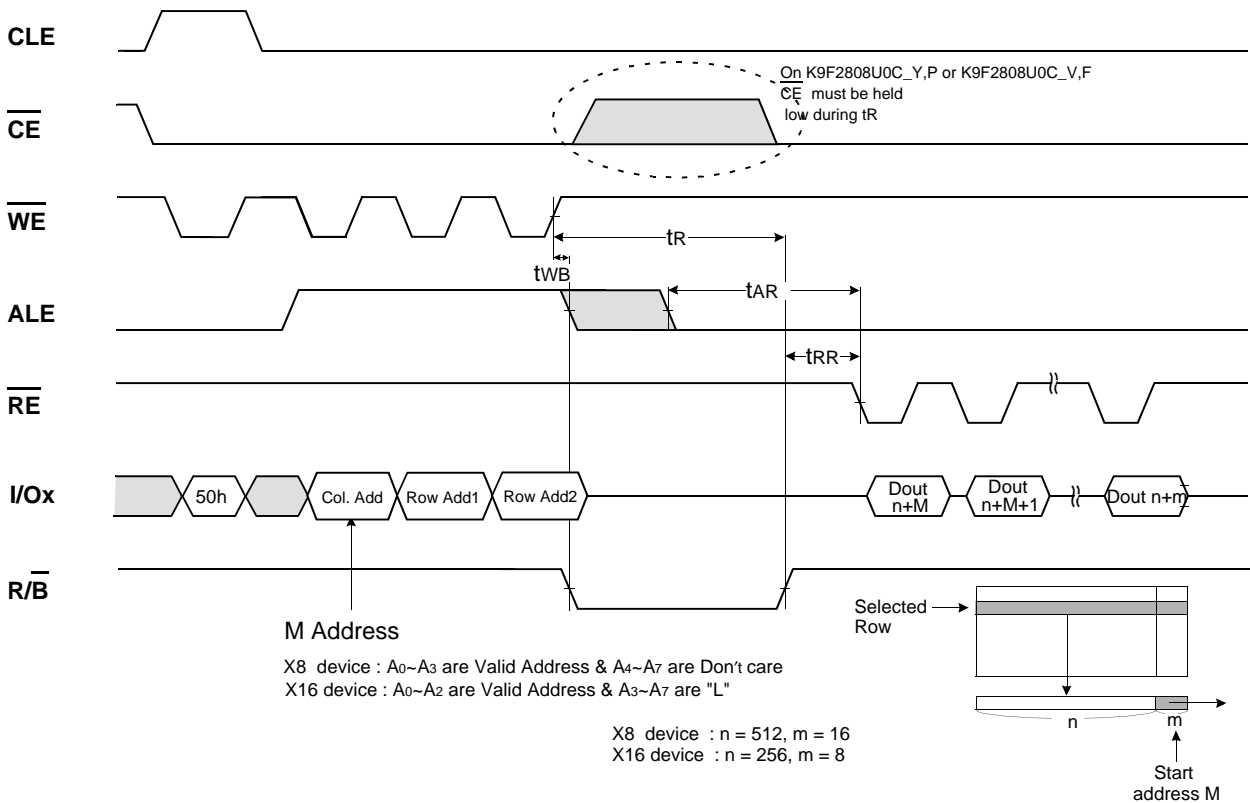 CLE
On K9F2808U0C_Y,P or K9F2808U0C_V,F
CE must be held
low during tR
CE
WE
tR
tWB
tAR
ALE
tRR
RE
I/Ox
50h
Col. Add
Row Add1
Row Add2
Dout n+M
Dout n+M+1
Dout n+m
R/B
M Address
X8 device : A0~A3 are Valid Address & A4~A7 are Don't care
X16 device : A0~A2 are Valid Address & A3~A7 are "L"
Selected
Row
n
m
X8 device : n = 512, m = 16
X16 device : n = 256, m = 8
Start
address M